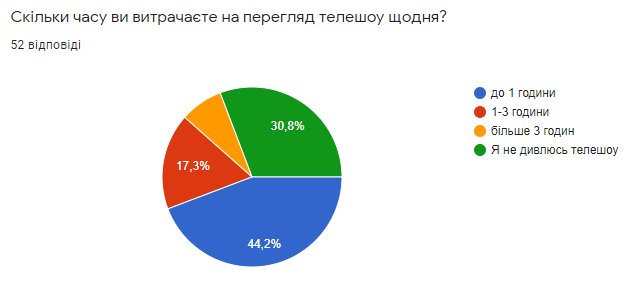 Скільки часу ви витрачаєте на перегляд телешоу щодня?
52 відповіді
до 1 години
1-3 години
більше 3 годин
Я не дивлюсь телешоу
30,8%
17,3%
44,2%